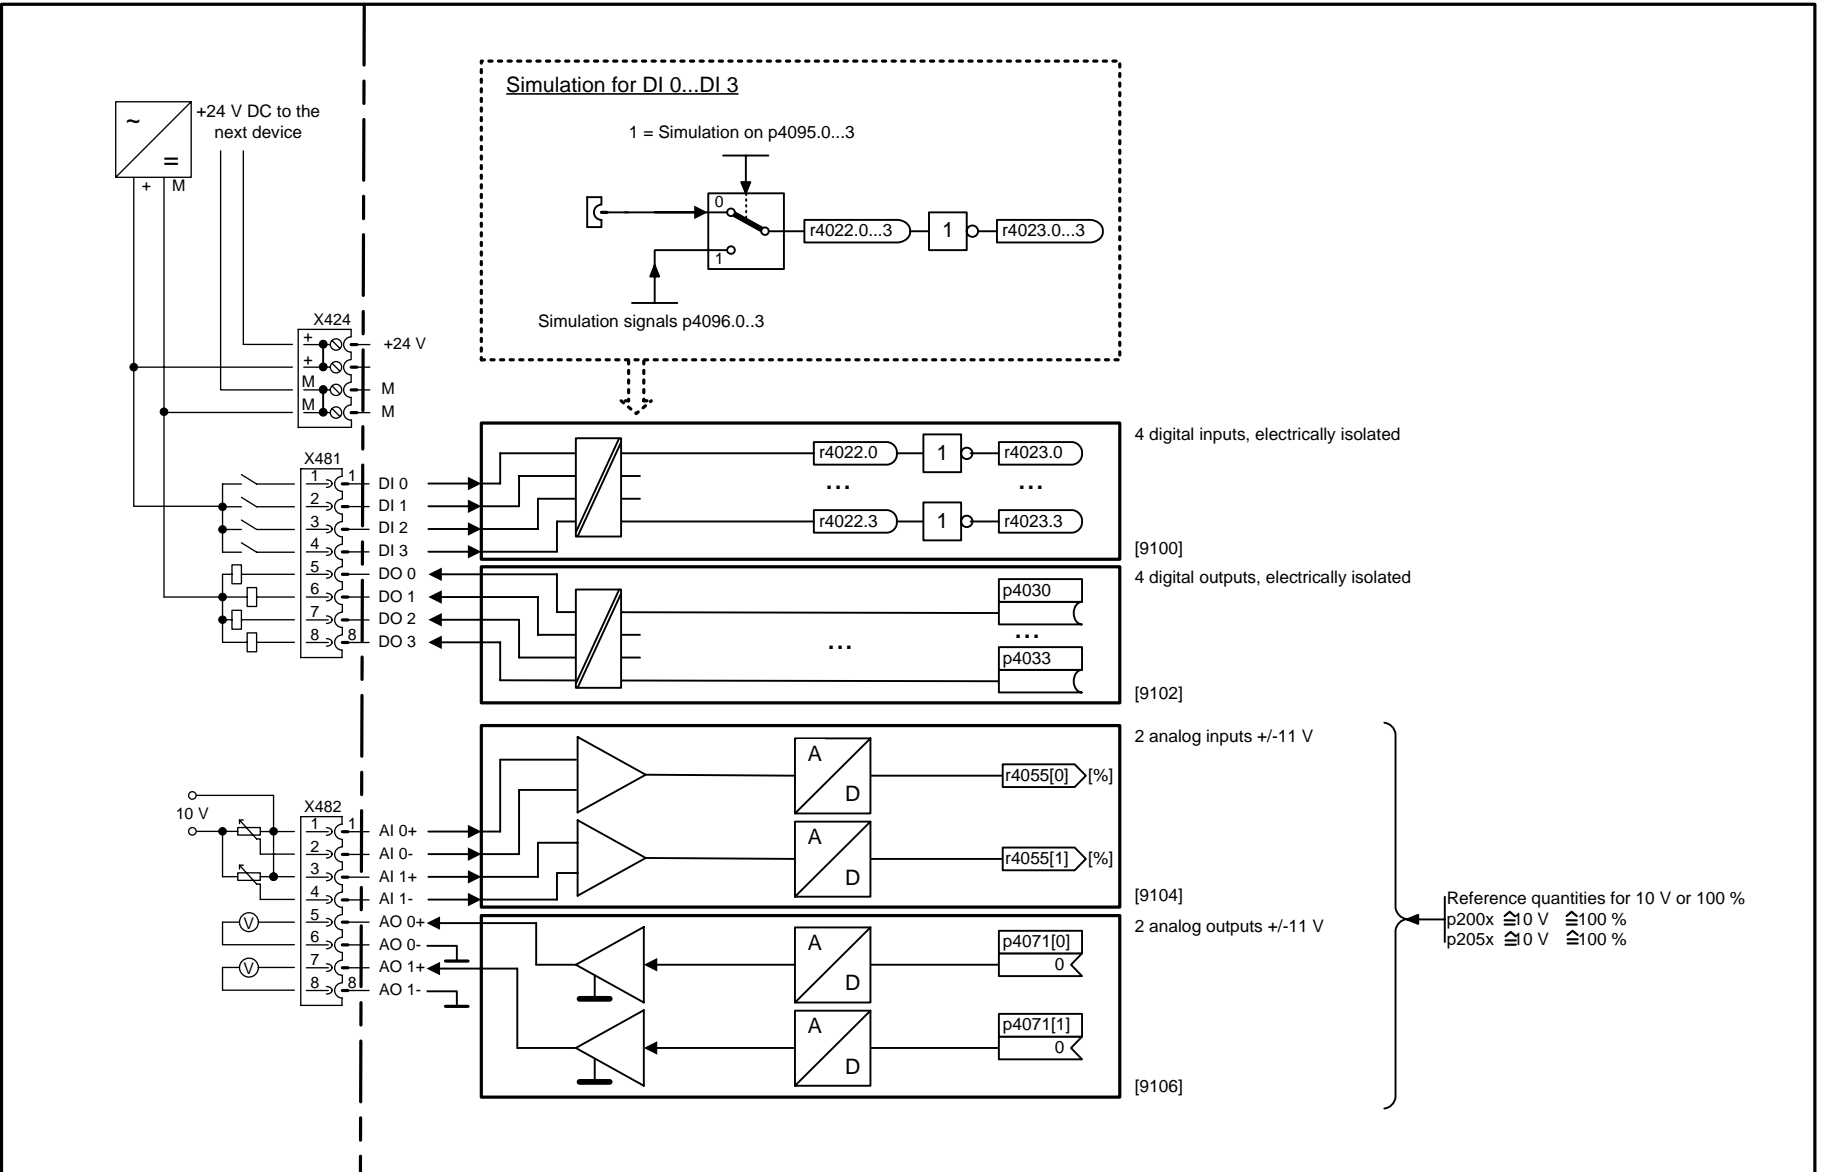 Simulation for DI 0...DI 3
1 = Simulation on p4095.0...3
0
1
r4022.0...3
1
r4023.0...3
Simulation signals p4096.0..3
~
=
+ M
+24 V DC to the
next device
X424
+ +24 V
+
M M
M M
X481
1 1 DI 0
2 DI 1
3 DI 2
4 DI 3
5 DO 0
6 DO 1
7 DO 2
8 8 DO 3
r4022.0 1 r4023.0
... ...
r4022.3 1 r4023.3
4 digital inputs, electrically isolated
[9100]
p4030
... ...
p4033
4 digital outputs, electrically isolated
[9102]
10 V
X482
1 1 AI 0+
2 AI 0-
3 AI 1+
4 AI 1-
5 AO 0+
6 AO 0-
7 AO 1+
8 8 AO 1-
V
V
A
D
r4055[0] [%]
A
D
r4055[1] [%]
2 analog inputs +/-11 V
[9104]
A
D
p4071[0]
0
A
D
p4071[1]
0
2 analog outputs +/-11 V
[9106]
Reference quantities for 10 V or 100 %
p200x ≙10 V ≙100 %
p205x ≙10 V ≙100 %